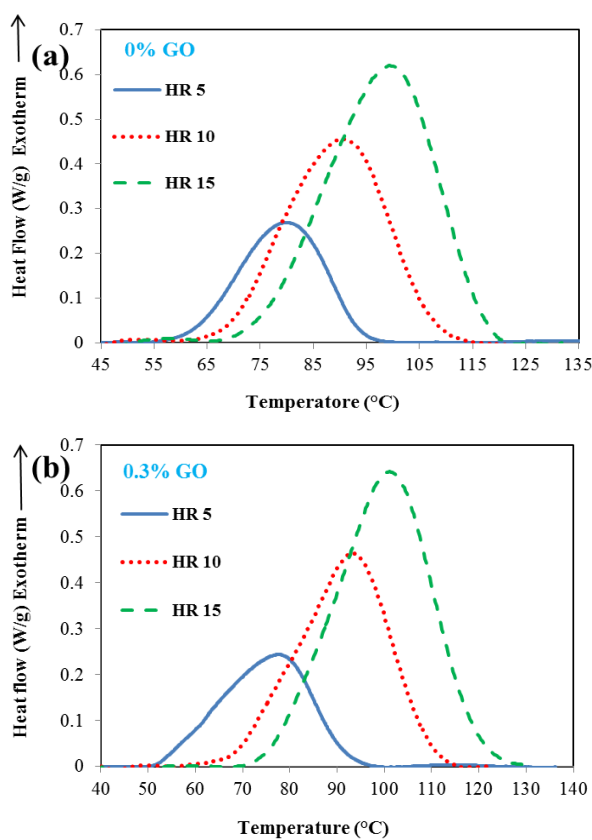 (a)
0% GO
HR 5
HR 10
HR 15
Heat Flow (W/g) Exotherm
0.7
0.6
0.5
0.4
0.3
0.2
0.1
0
45 55 65 75 85 95 105 115 125 135
Temperatore (°C)
(b)
0.3% GO
HR 5
HR 10
HR 15
Heat flow (W/g) Exotherm
0.7
0.6
0.5
0.4
0.3
0.2
0.1
0
40 50 60 70 80 90 100 110 120 130 140
Temperature (°C)